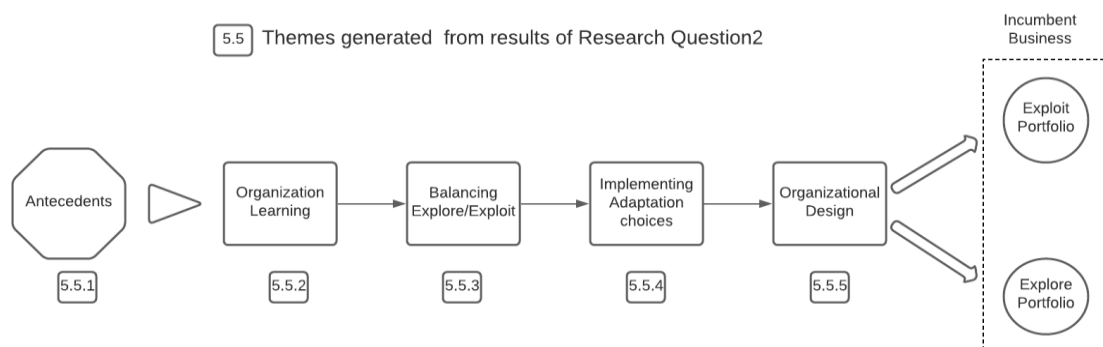 Incumbent
Business
5.5 Themes generated from results of Research Question2
Exploit
Portfolio
Antecedents
Organization
Learning
Balancing
Explore/Exploit
Implementing
Adaptation
choices
Organizational
Design
Explore
Portfolio
5.5.1
5.5.2
5.5.3
5.5.4
5.5.5